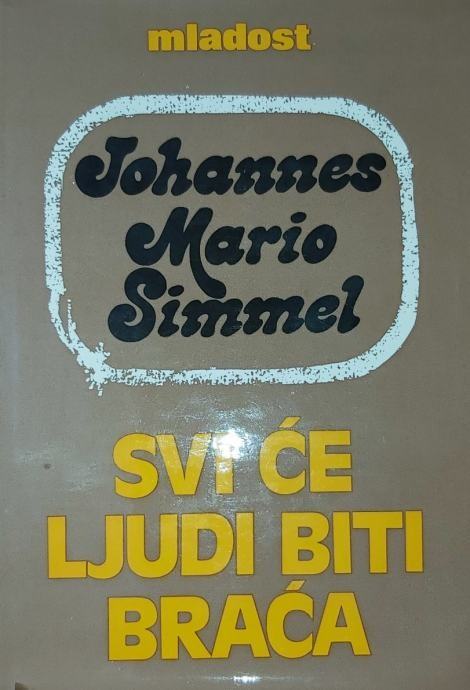 mladost
Johannes
Mario
Simmel
SVI ĆE
LJUDI BITI
BRAĆA